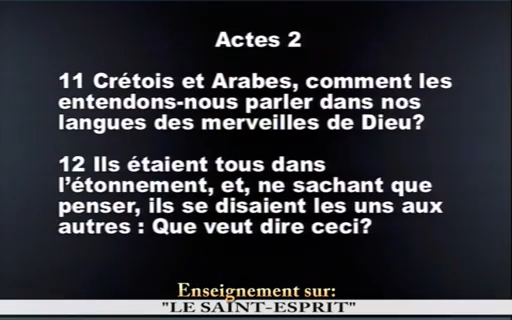 Actes 2
11 Crétois et Arabes, comment les
entendons-nous parler dans nos
langues des merveilles de Dieu?
12 Ils étaient tous dans
l’étonnement, et, ne sachant que
penser, ils se disaient les uns aux
autres : Que veut dire ceci?
Enseignement sur:
"LE SAINT-ESPRIT"